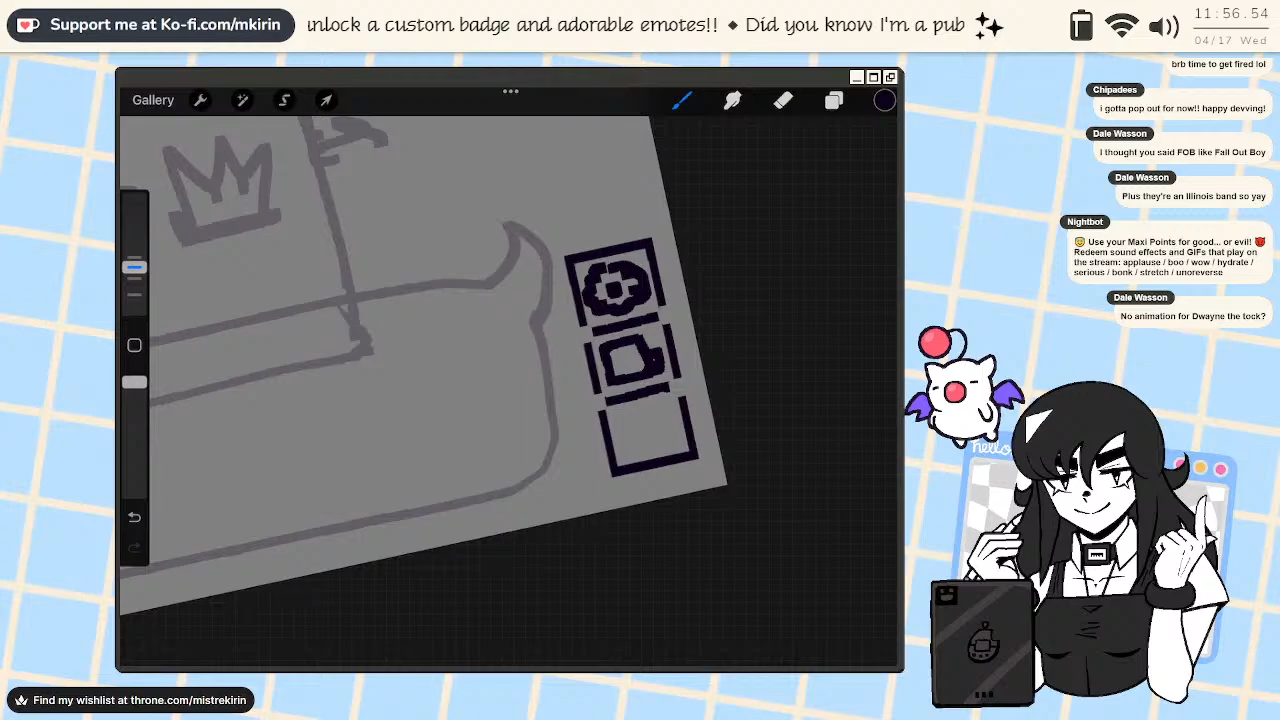 Support me at Ko-fi.com/mkirin
unlock a custom badge and adorable emotes!! ◆ Did you know I'm a pub
11:56.54
04/17 Wed
Gallery
brb time to get fired lol
Chipadees
i gotta pop out for now!! happy devving!
Dale Wasson
I thought you said FOB like Fall Out Boy
Dale Wasson
Plus they're an Illinois band so yay
Nightbot
😇 Use your Maxi Points for good... or evil! 😈
Redeem sound effects and GIFs that play on
the stream: applause / boo / wow / hydrate /
serious / bonk / stretch / unoreverse
Dale Wasson
No animation for Dwayne the tock?
hello
Find my wishlist at throne.com/mistrekirin